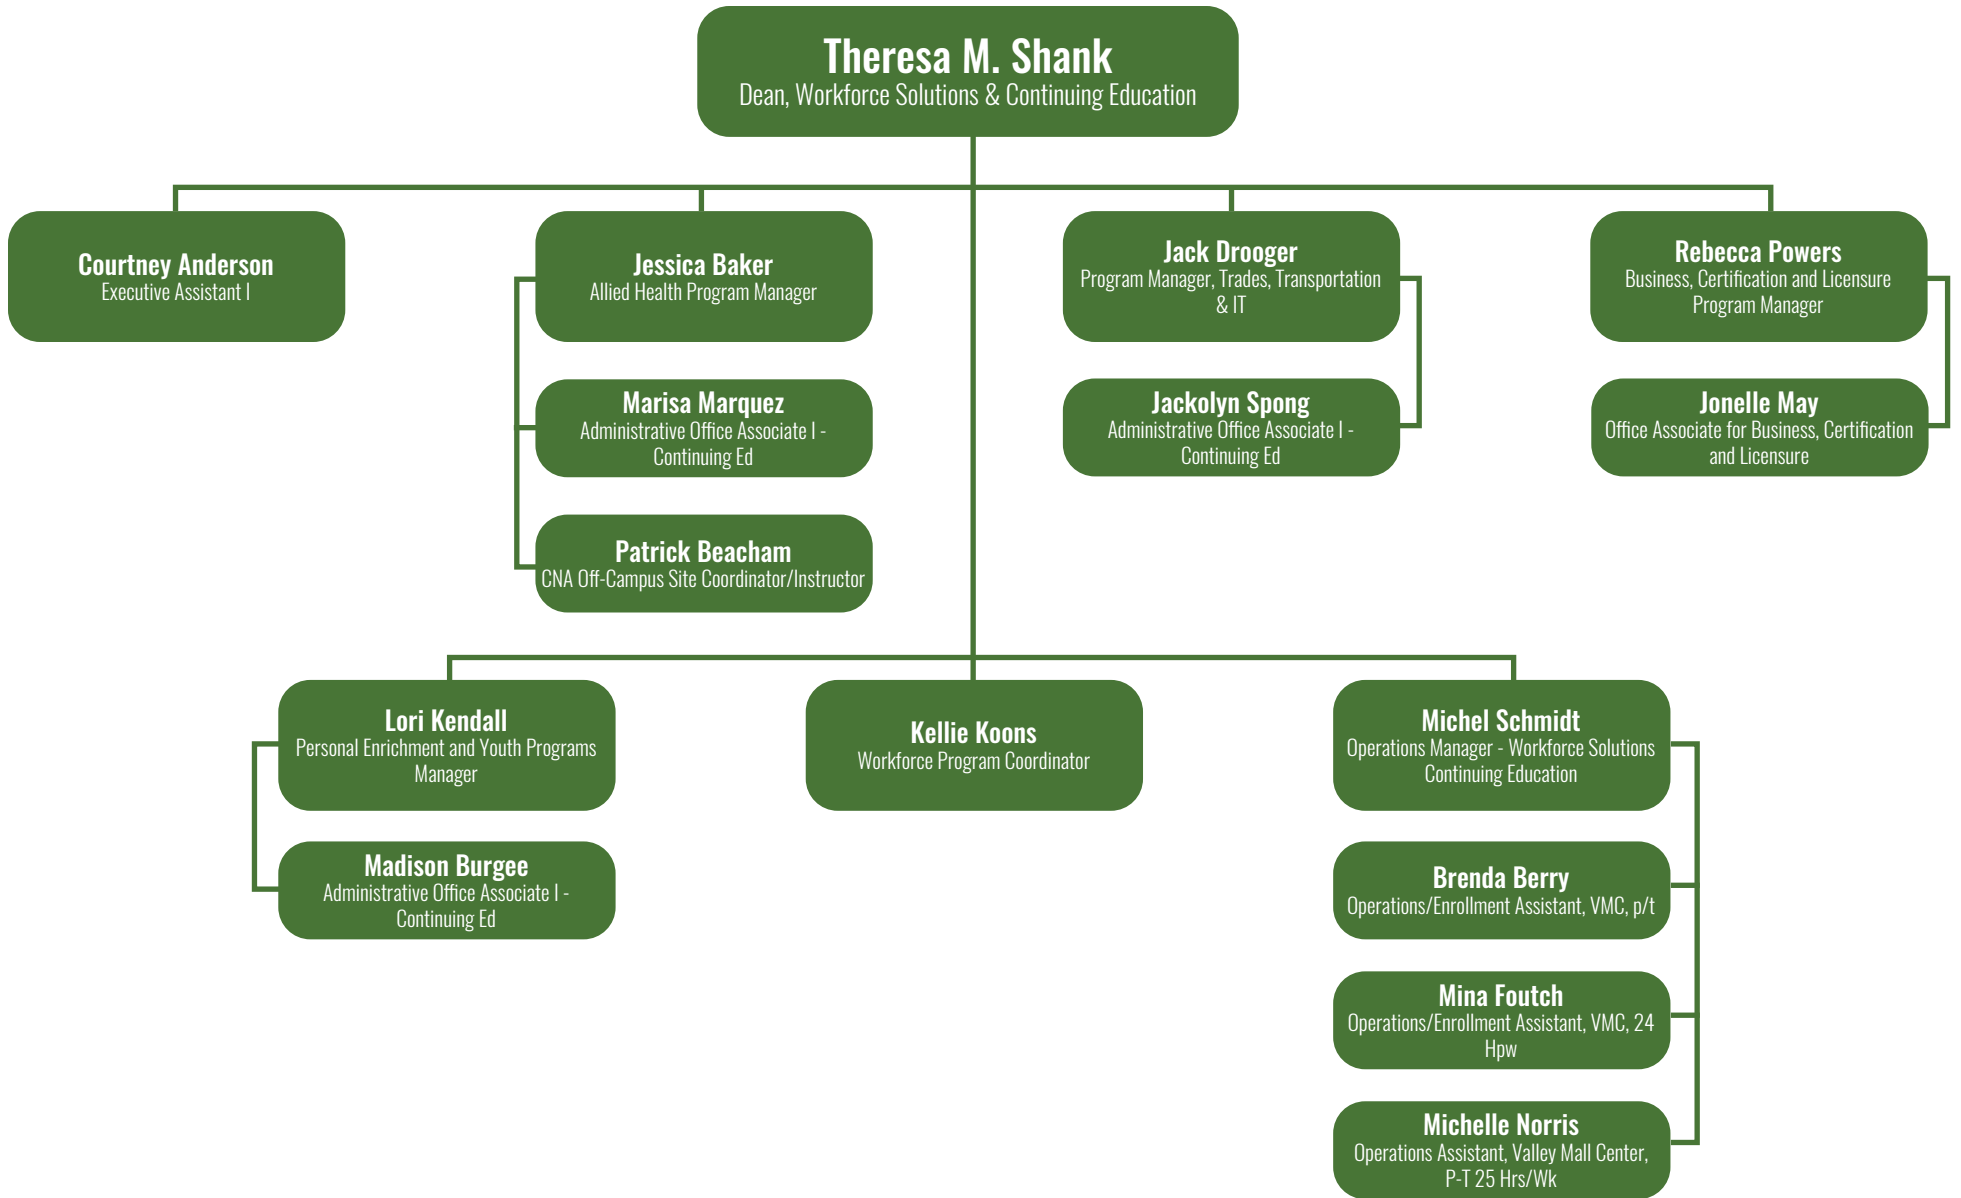 Theresa M. Shank
Dean, Workforce Solutions & Continuing Education
Courtney Anderson
Executive Assistant I
Jessica Baker
Allied Health Program Manager
Jack Drooger
Program Manager, Trades, Transportation
& IT
Rebecca Powers
Business, Certification and Licensure
Program Manager
Marisa Marquez
Administrative Office Associate I -
Continuing Ed
Jackolyn Spong
Administrative Office Associate I -
Continuing Ed
Jonelle May
Office Associate for Business, Certification
and Licensure
Patrick Beacham
CNA Off-Campus Site Coordinator/Instructor
Lori Kendall
Personal Enrichment and Youth Programs
Manager
Kellie Koons
Workforce Program Coordinator
Michel Schmidt
Operations Manager - Workforce Solutions
Continuing Education
Madison Burgee
Administrative Office Associate I -
Continuing Ed
Brenda Berry
Operations/Enrollment Assistant, VMC, p/t
Mina Foutch
Operations/Enrollment Assistant, VMC, 24
Hpw
Michelle Norris
Operations Assistant, Valley Mall Center,
P-T 25 Hrs/Wk